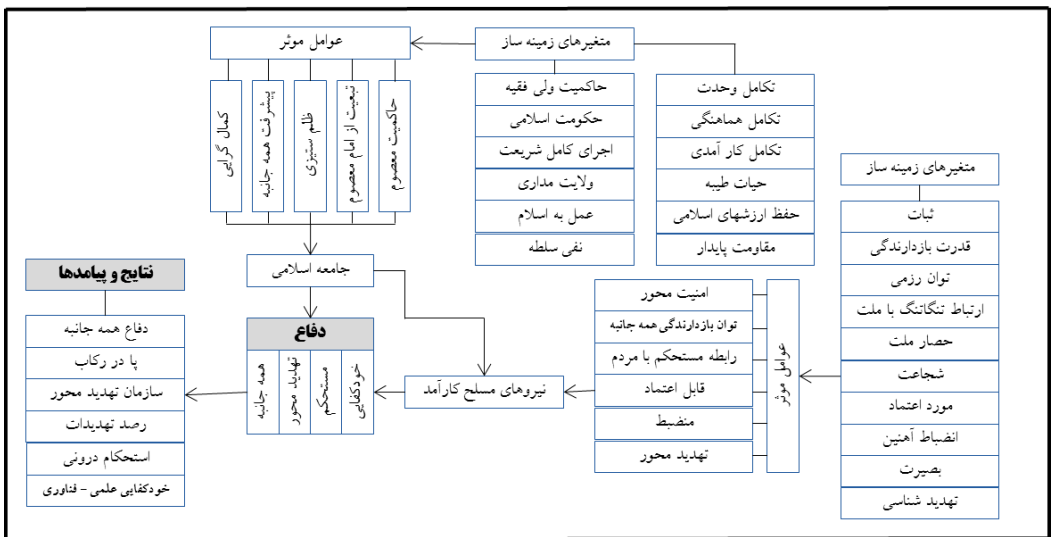 متغیرهای زمینه ساز
عوامل موثر
تکامل وحدت
تکامل هماهنگی
تکامل کار آمدی
حیات طیبه
حفظ ارزشهای اسلامی
مقاومت پایدار
حاکمیت ولی فقیه
حکومت اسلامی
اجرای کامل شریعت
ولایت مداری
عمل به اسلام
نفی سلطه
حاکمیت معصوم
تبعیت از امام معصوم
ظلم ستیزی
پیشرفت همه جانبه
کمال گرایی
جامعه اسلامی
متغیرهای زمینه ساز
ثبات
قدرت بازدارندگی
توان رزمی
ارتباط تنگاتنگ با ملت
حصار ملت
شجاعت
مورد اعتماد
انضباط آهنین
بصیرت
تهدید شناسی
عوامل موثر
امنیت محور
توان بازدارندگی همه جانبه
رابطه مستحکم با مردم
قابل اعتماد
منضبط
تهدید محور
نیروهای مسلح کارآمد
دفاع
خودکفایی
مستحکم
تهدید محور
همه جانبه
نتایج و پیامدها
دفاع همه جانبه
پا در رکاب
سازمان تهدید محور
رصد تهدیدات
استحکام درونی
خودکفایی علمی - فناوری